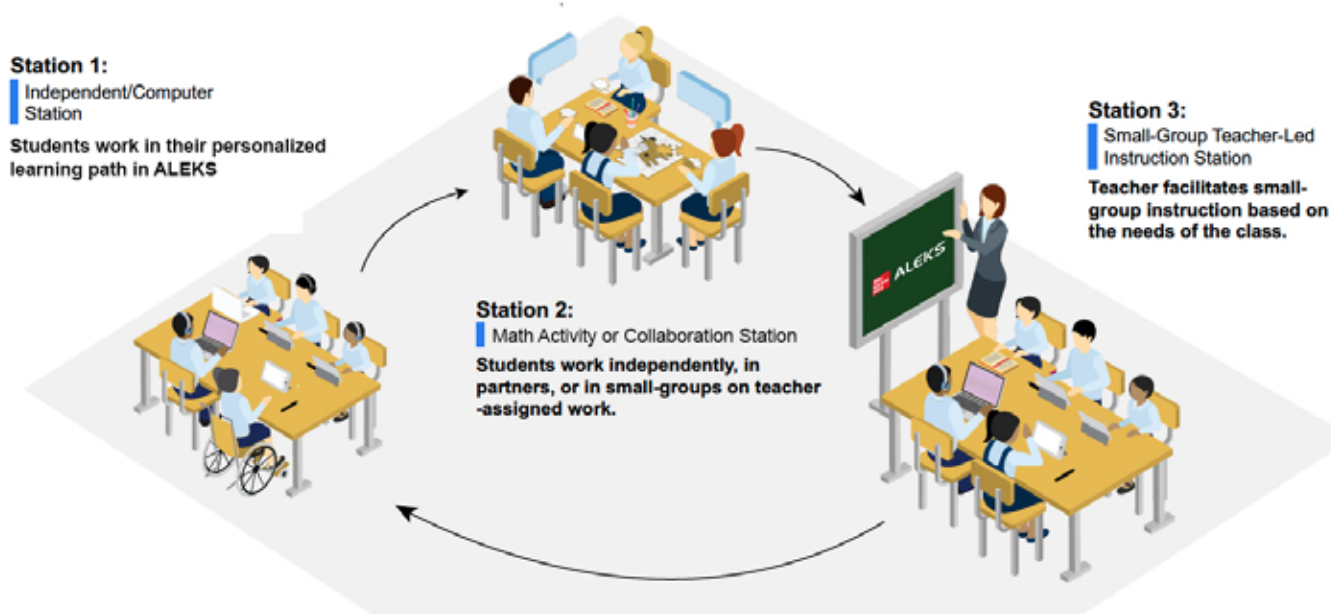 Station 1:
Independent/Computer
Station
Students work in their personalized
learning path in ALEKS
Station 2:
Math Activity or Collaboration Station
Students work independently, in
partners, or in small-groups on teacher
-assigned work.
Station 3:
Small-Group Teacher-Led
Instruction Station
Teacher facilitates small-
group instruction based on
the needs of the class.
ALEKS